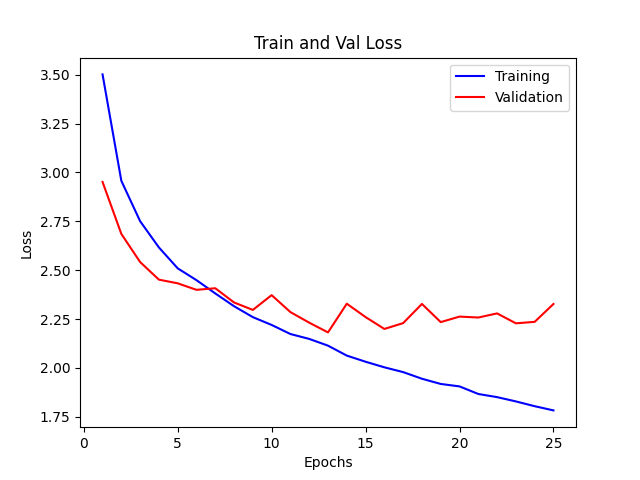 Train and Val Loss
Training
Validation
3.50
3.25
3.00
2.75
2.50
2.25
2.00
1.75
Loss
0 5 10 15 20 25
Epochs